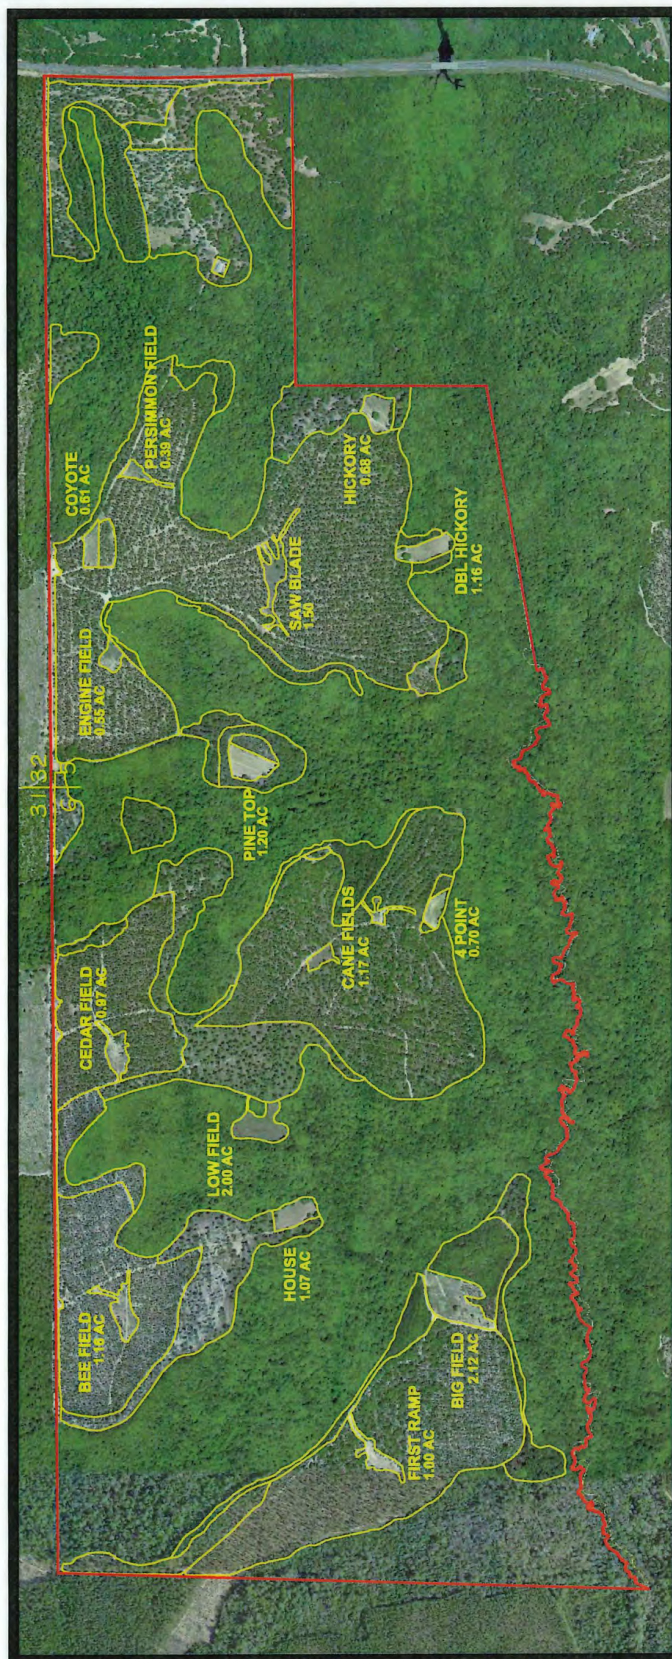 COYOTE
0.61 AC
PERSIMMON FIELD
0.39 AC
HICKORY
0.68 AC
DBL HICKORY
1.16 AC
SAW BLADE
1.50
ENGINE FIELD
0.55 AC
31 32
6 5
PINE TOP
1.20 AC
CEDAR FIELD
0.97 AC
CANE FIELDS
1.17 AC
4 POINT
0.70 AC
LOW FIELD
2.00 AC
HOUSE
1.07 AC
BEE FIELD
1.16 AC
BIG FIELD
2.12 AC
FIRST RAMP
1.00 AC